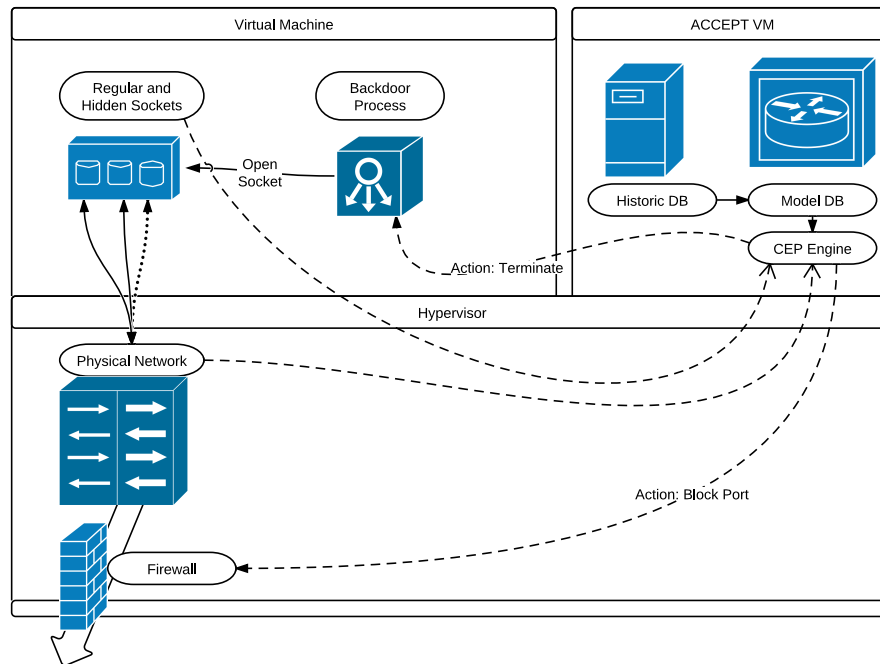 Virtual Machine
ACCEPT VM
Regular and
Hidden Sockets
Backdoor
Process
Open
Socket
Historic DB
Model DB
CEP Engine
Action: Terminate
Hypervisor
Physical Network
Action: Block Port
Firewall